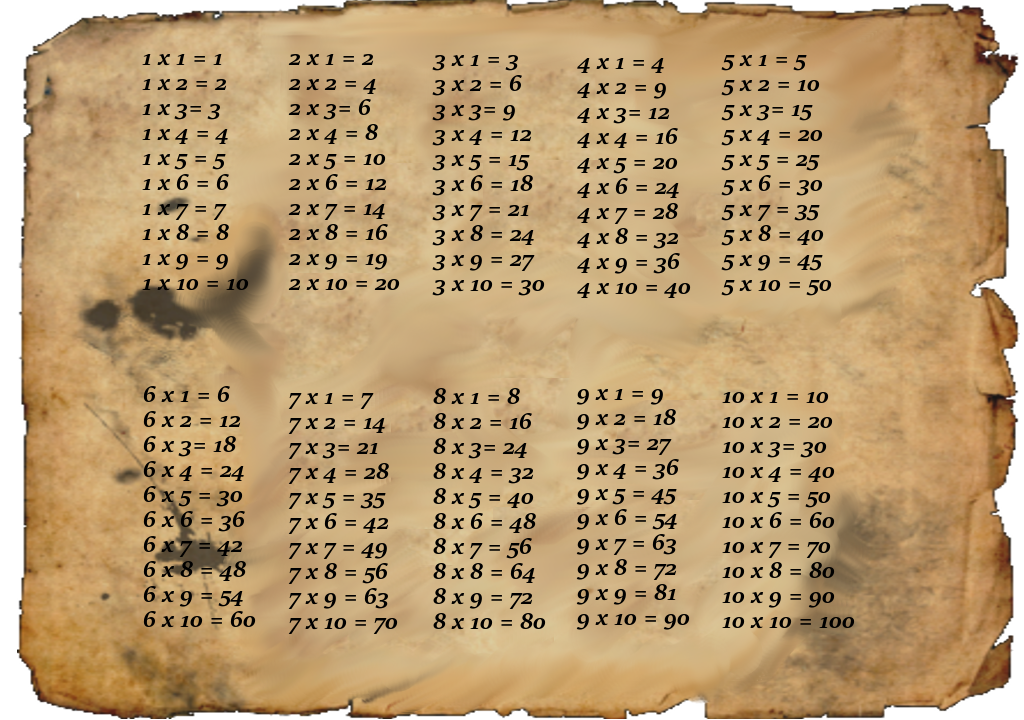 1 x 1 = 1
1 x 2 = 2
1 x 3= 3
1 x 4 = 4
1 x 5 = 5
1 x 6 = 6
1 x 7 = 7
1 x 8 = 8
1 x 9 = 9
1 x 10 = 10
2 x 1 = 2
2 x 2 = 4
2 x 3= 6
2 x 4 = 8
2 x 5 = 10
2 x 6 = 12
2 x 7 = 14
2 x 8 = 16
2 x 9 = 19
2 x 10 = 20
3 x 1 = 3
3 x 2 = 6
3 x 3= 9
3 x 4 = 12
3 x 5 = 15
3 x 6 = 18
3 x 7 = 21
3 x 8 = 24
3 x 9 = 27
3 x 10 = 30
4 x 1 = 4
4 x 2 = 9
4 x 3= 12
4 x 4 = 16
4 x 5 = 20
4 x 6 = 24
4 x 7 = 28
4 x 8 = 32
4 x 9 = 36
4 x 10 = 40
5 x 1 = 5
5 x 2 = 10
5 x 3= 15
5 x 4 = 20
5 x 5 = 25
5 x 6 = 30
5 x 7 = 35
5 x 8 = 40
5 x 9 = 45
5 x 10 = 50
6 x 1 = 6
6 x 2 = 12
6 x 3= 18
6 x 4 = 24
6 x 5 = 30
6 x 6 = 36
6 x 7 = 42
6 x 8 = 48
6 x 9 = 54
6 x 10 = 60
7 x 1 = 7
7 x 2 = 14
7 x 3= 21
7 x 4 = 28
7 x 5 = 35
7 x 6 = 42
7 x 7 = 49
7 x 8 = 56
7 x 9 = 63
7 x 10 = 70
8 x 1 = 8
8 x 2 = 16
8 x 3= 24
8 x 4 = 32
8 x 5 = 40
8 x 6 = 48
8 x 7 = 56
8 x 8 = 64
8 x 9 = 72
8 x 10 = 80
9 x 1 = 9
9 x 2 = 18
9 x 3= 27
9 x 4 = 36
9 x 5 = 45
9 x 6 = 54
9 x 7 = 63
9 x 8 = 72
9 x 9 = 81
9 x 10 = 90
10 x 1 = 10
10 x 2 = 20
10 x 3= 30
10 x 4 = 40
10 x 5 = 50
10 x 6 = 60
10 x 7 = 70
10 x 8 = 80
10 x 9 = 90
10 x 10 = 100